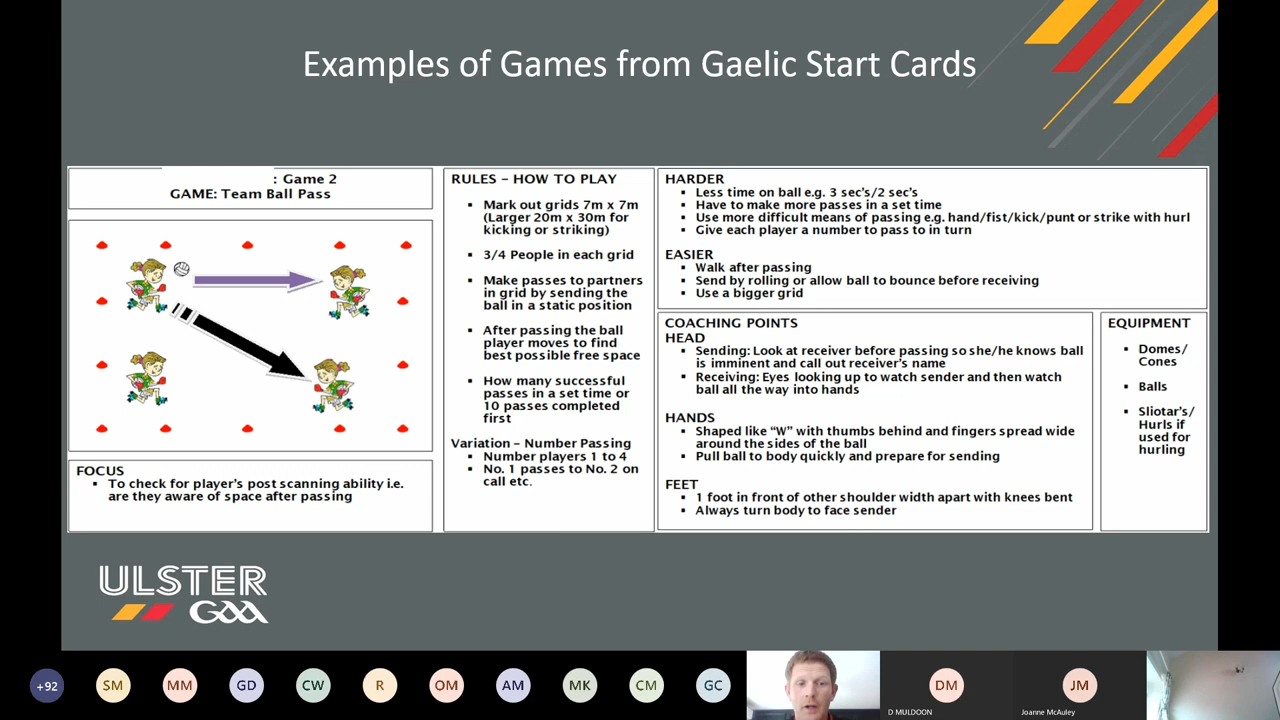 Examples of Games from Gaelic Start Cards
: Game 2
GAME: Team Ball Pass
FOCUS
To check for player's post scanning ability i.e.
are they aware of space after passing
RULES – HOW TO PLAY
Mark out grids 7m x 7m
(Larger 20m x 30m for
kicking or striking)
3/4 People in each grid
Make passes to partners
in grid by sending the
ball in a static position
After passing the ball
player moves to find
best possible free space
How many successful
passes in a set time or
10 passes completed
first
Variation – Number Passing
Number players 1 to 4
No. 1 passes to No. 2 on
call etc.
HARDER
Less time on ball e.g. 3 sec's/2 sec's
Have to make more passes in a set time
Use more difficult means of passing e.g. hand/fist/kick/punt or strike with hurl
Give each player a number to pass to in turn
EASIER
Walk after passing
Send by rolling or allow ball to bounce before receiving
Use a bigger grid
COACHING POINTS
HEAD
Sending: Look at receiver before passing so she/he knows ball
is imminent and call out receiver's name
Receiving: Eyes looking up to watch sender and then watch
ball all the way into hands
HANDS
Shaped like "W" with thumbs behind and fingers spread wide
around the sides of the ball
Pull ball to body quickly and prepare for sending
FEET
1 foot in front of other shoulder width apart with knees bent
Always turn body to face sender
EQUIPMENT
Domes/
Cones
Balls
Sliotar's/
Hurls if
used for
hurling
ULSTER
GAA
+92
SM
MM
GD
CW
R
OM
AM
MK
CM
GC
DM
D MULDOON
JM
Joanne McAuley